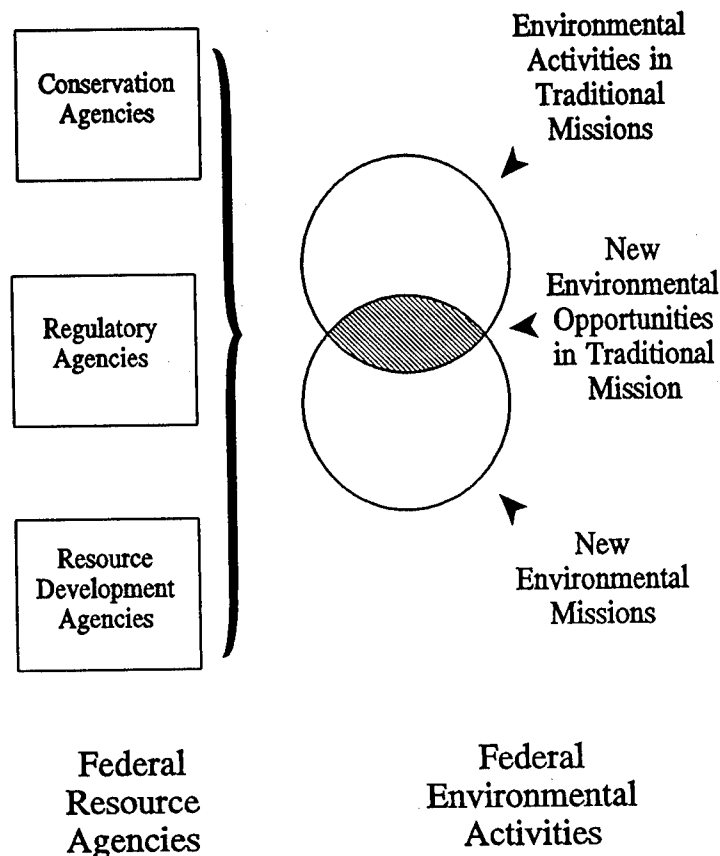 Conservation
Agencies
Regulatory
Agencies
Resource
Development
Agencies
Environmental
Activities in
Traditional
Missions
New
Environmental
Opportunities
in Traditional
Mission
New
Environmental
Missions
Federal
Resource
Agencies
Federal
Environmental
Activities